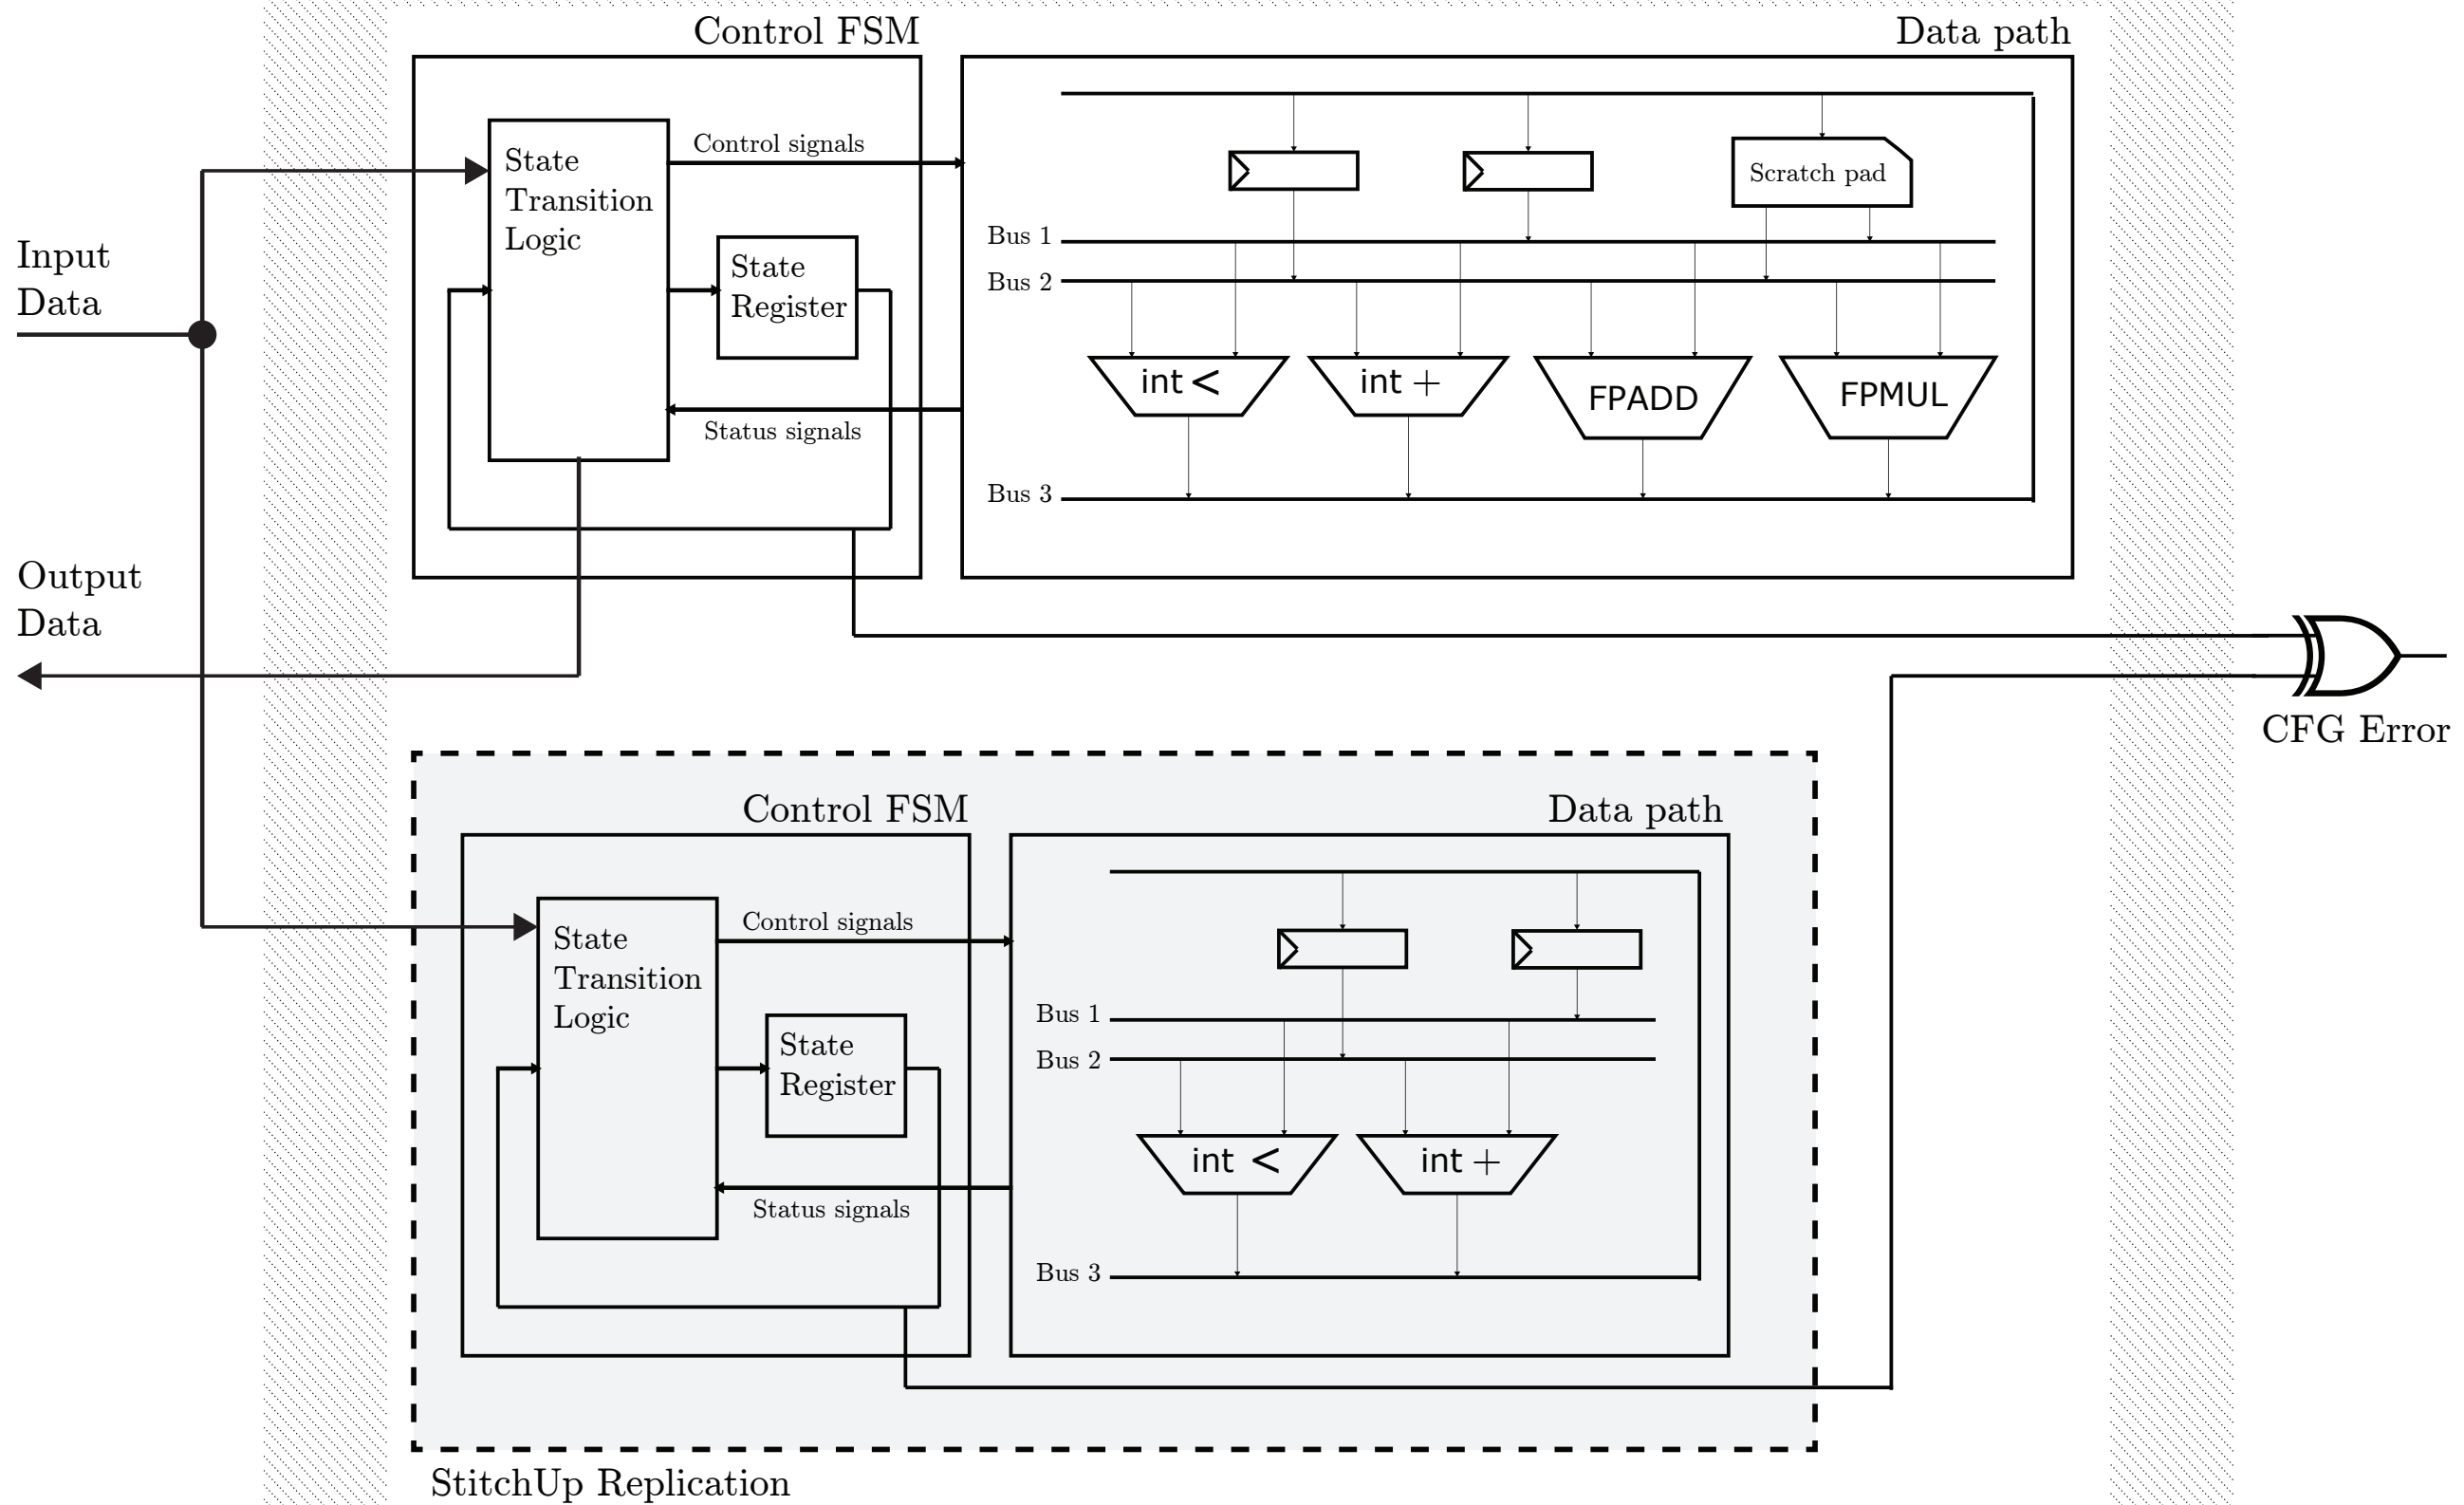 Control FSM
Data path
State
Transition
Logic
Control signals
State
Register
Status signals
Scratch pad
Bus 1
Bus 2
int <
int +
FPADD
FPMUL
Bus 3
Input
Data
Output
Data
CFG Error
Control FSM
Data path
State
Transition
Logic
Control signals
State
Register
Status signals
Bus 1
Bus 2
int <
int +
Bus 3
StitchUp Replication